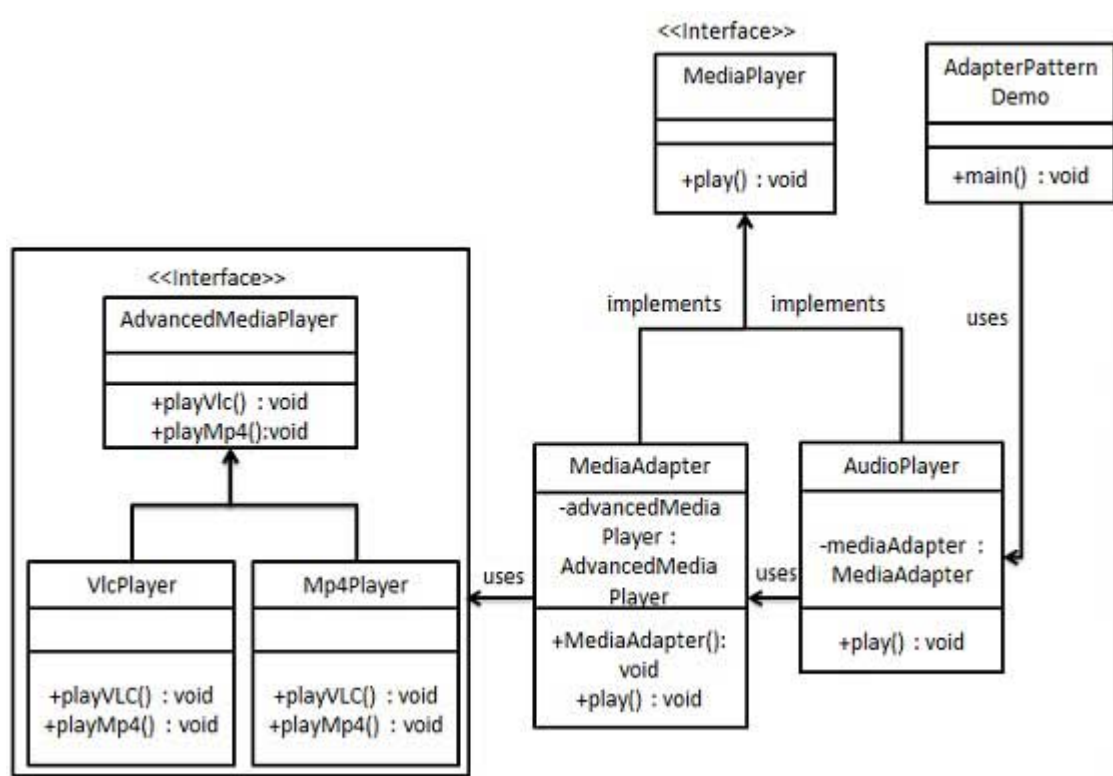 <<Interface>>
MediaPlayer
+play() : void
AdapterPattern
Demo
+main() : void
implements
implements
uses
<<Interface>>
AdvancedMediaPlayer
+playVlc() : void
+playMp4():void
VlcPlayer
+playVLC() : void
+playMp4() : void
Mp4Player
+playVLC() : void
+playMp4() : void
uses
MediaAdapter
-advancedMedia
Player :
AdvancedMedia
Player
+MediaAdapter():
void
+play() : void
uses
AudioPlayer
-mediaAdapter :
MediaAdapter
+play() : void